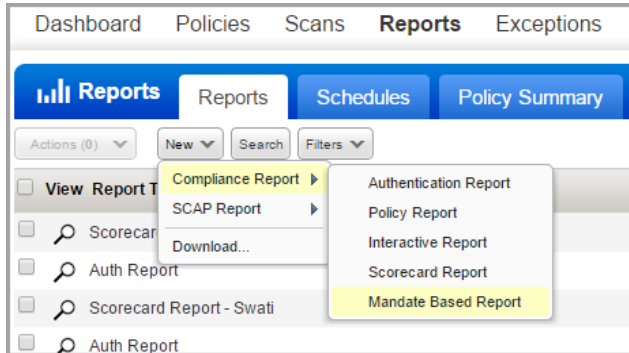 Dashboard Policies Scans Reports Exceptions
Reports Reports Schedules Policy Summary
Actions (0) New Search Filters
View Report T Compliance Report Authentication Report
Scorecar SCAP Report Policy Report
Download... Interactive Report
Auth Report Scorecard Report
Scorecard Report - Swati Mandate Based Report
Auth Report